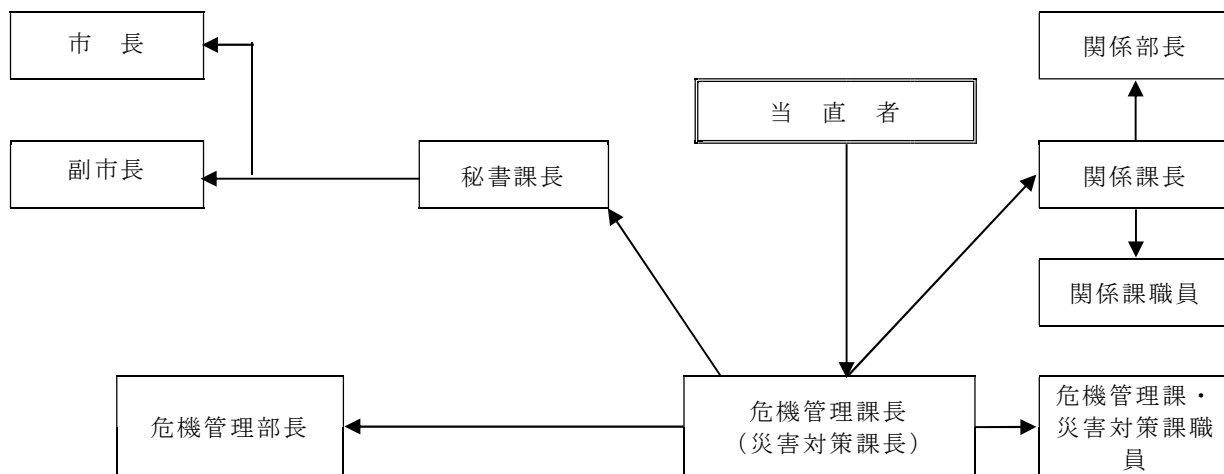 市　長
関係部長
当　直　者
副市長
秘書課長
関係課長
関係課職員
危機管理部長
危機管理課長
（災害対策課長）
危機管理課・
災害対策課職
員